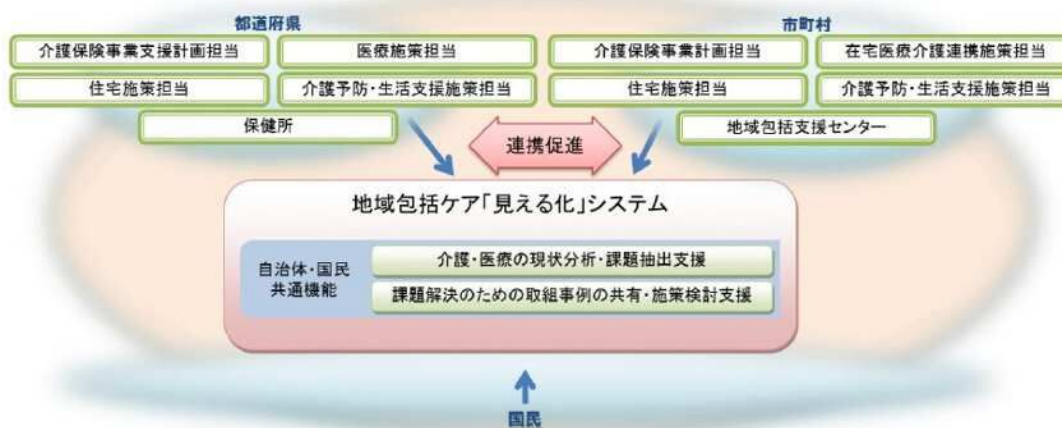 都道府県
市町村
介護保険事業支援計画担当
医療施策担当
介護保険事業計画担当
在宅医療介護連携施策担当
住宅施策担当
介護予防・生活支援施策担当
住宅施策担当
介護予防・生活支援施策担当
保健所
地域包括支援センター
連携促進
地域包括ケア「見える化」システム
自治体・国民
共通機能
介護・医療の現状分析・課題抽出支援
課題解決のための取組事例の共有・施策検討支援
国民